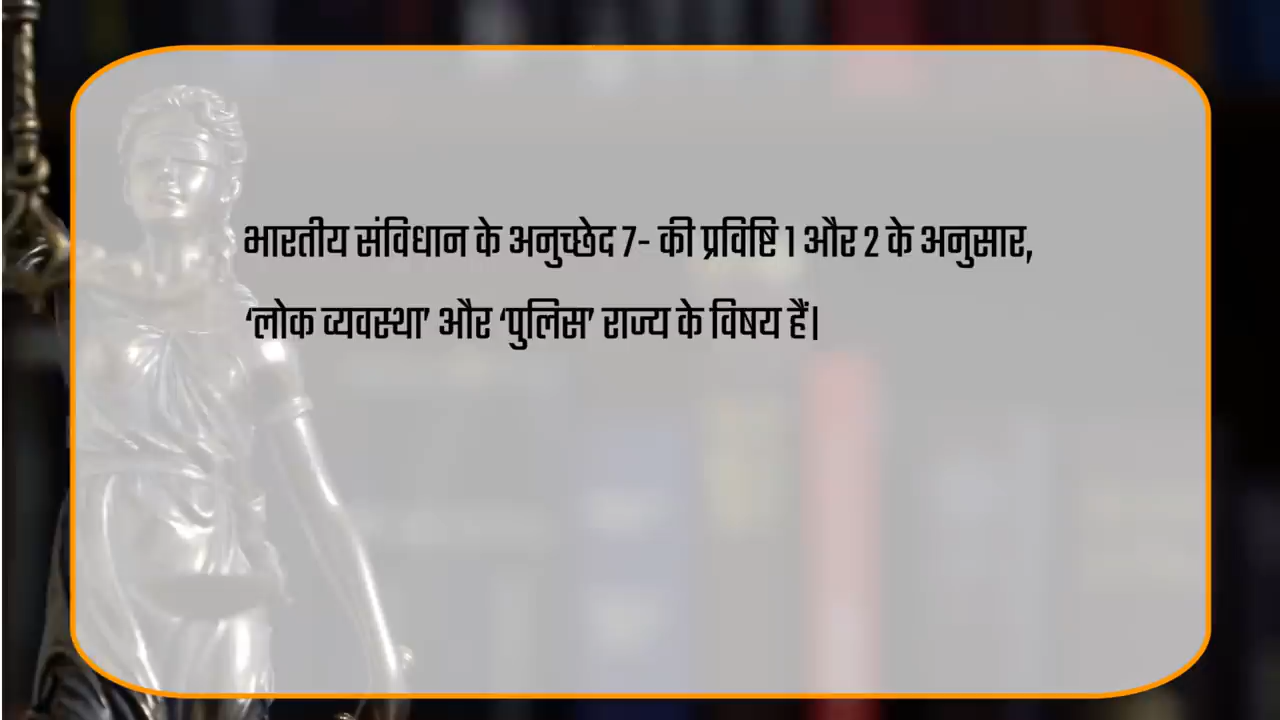 भारतीय संविधान के अनुच्छेद 7- की प्रविष्टि 1 और 2 के अनुसार,
‘लोक व्यवस्था’ और ‘पुलिस’ राज्य के विषय हैं।